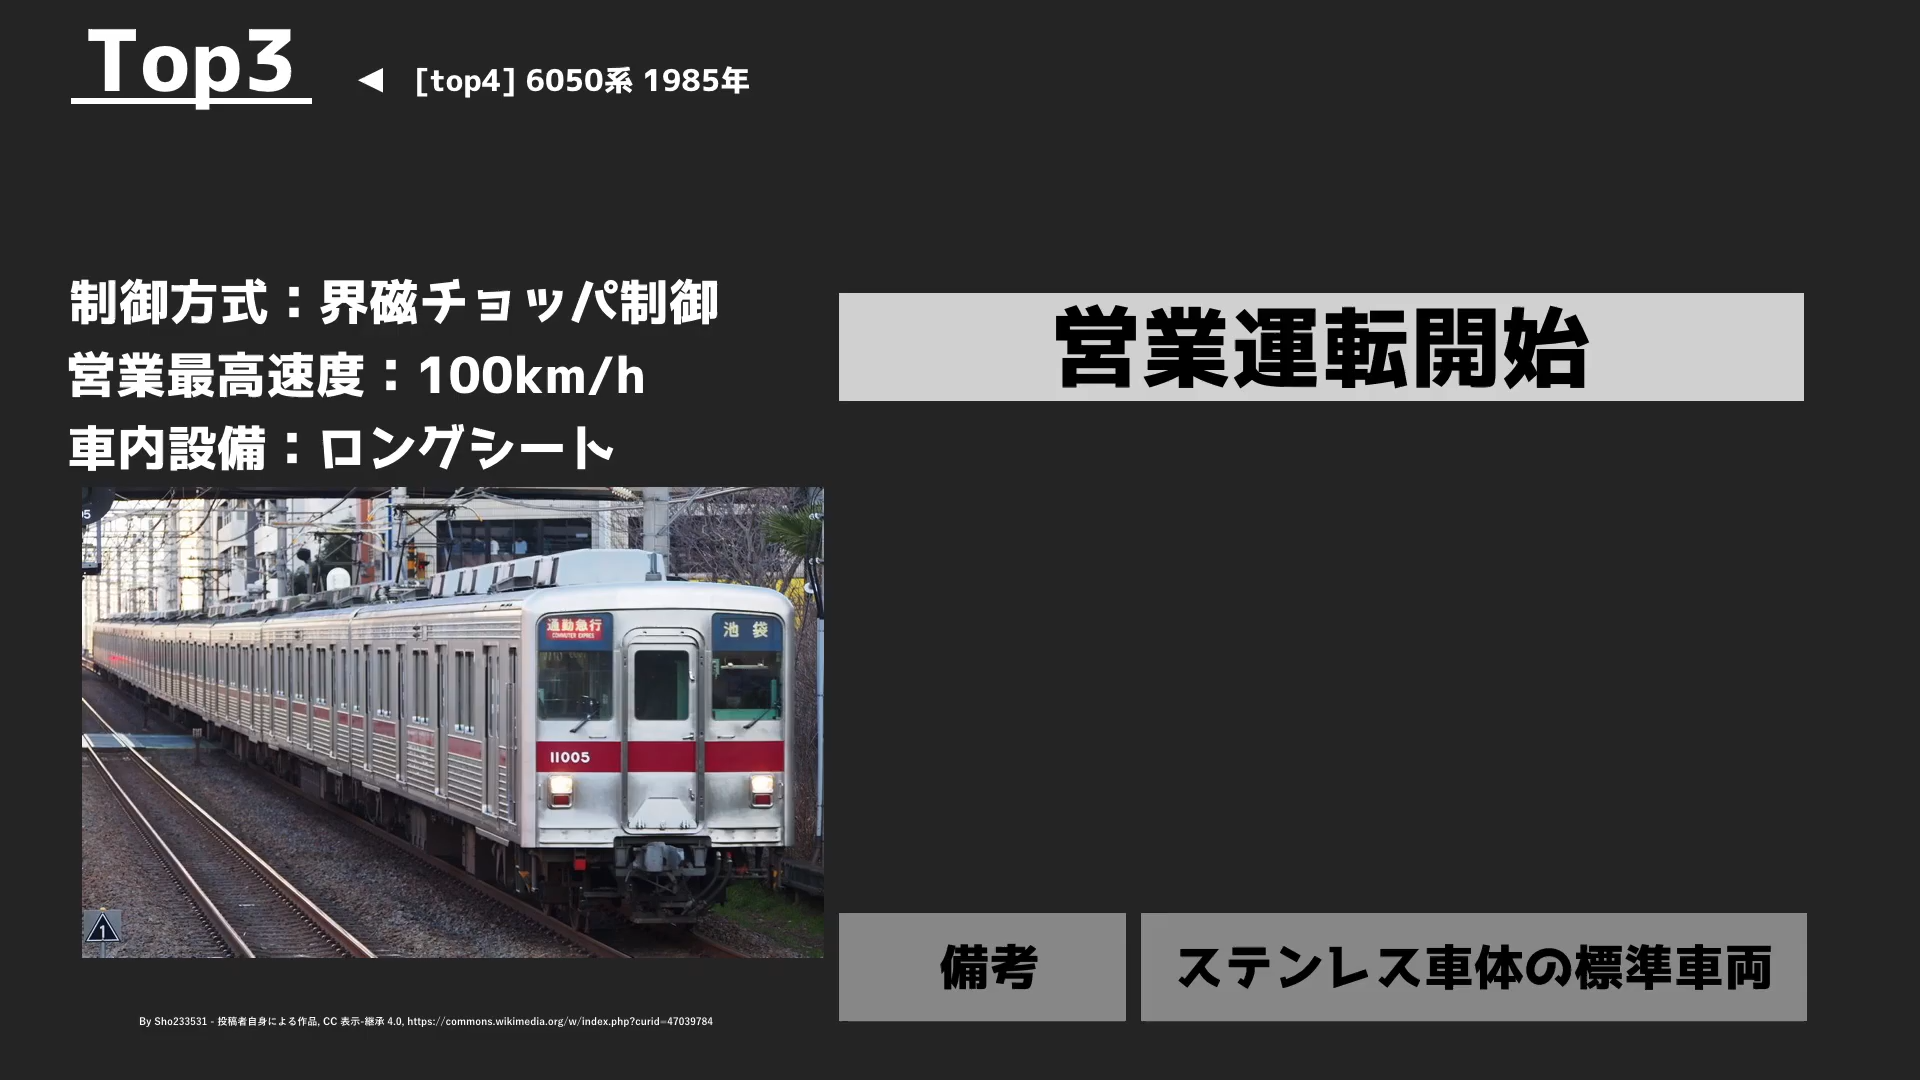 Top3
◀ [top4] 6050系 1985年
制御方式：界磁チョッパ制御
営業最高速度：100km/h
車内設備：ロングシート
営業運転開始
05
通勤急行
COMMUTER EXPRES
池袋
11005
1
備考
ステンレス車体の標準車両
By Sho233531 - 投稿者自身による作品, CC 表示-継承 4.0, https://commons.wikimedia.org/w/index.php?curid=47039784